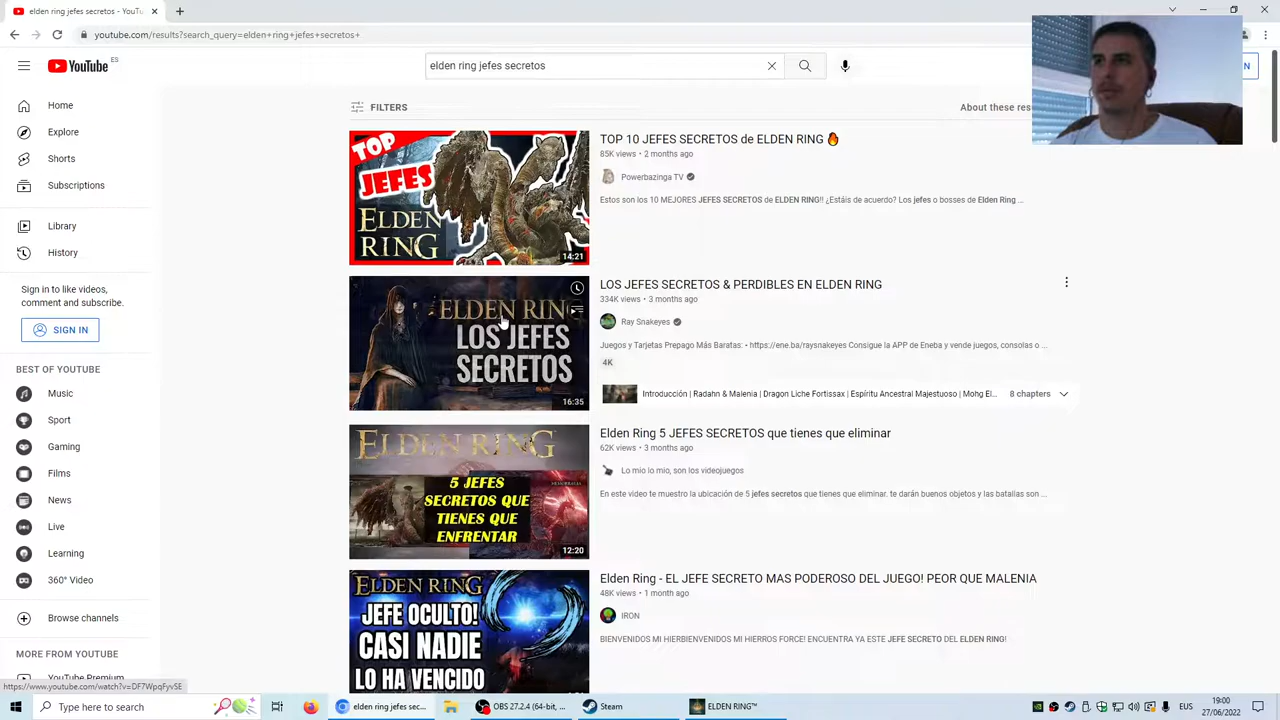 elden ring jefes secretos - YouTu
youtube.com/results?search_query=elden+ring+jefes+secretos+
YouTube ES
elden ring jefes secretos
FILTERS
About these res
Home
Explore
Shorts
Subscriptions
Library
History
Sign in to like videos,
comment and subscribe.
SIGN IN
BEST OF YOUTUBE
Music
Sport
Gaming
Films
News
Live
Learning
360° Video
Browse channels
MORE FROM YOUTUBE
YouTube Premium
TOP
JEFES
ELDEN
RING
14:21
TOP 10 JEFES SECRETOS de ELDEN RING 🔥
85K views • 2 months ago
Powerbazinga TV
Estos son los 10 MEJORES JEFES SECRETOS de ELDEN RING!! ¿Estáis de acuerdo? Los jefes o bosses de Elden Ring ...
ELDEN RIN
LOS JEFES
SECRETOS
16:35
LOS JEFES SECRETOS & PERDIBLES EN ELDEN RING
334K views • 3 months ago
Ray Snakeyes
Juegos y Tarjetas Prepago Más Baratas: • https://ene.ba/raysnakeyes Consigue la APP de Eneba y vende juegos, consolas o ...
4K
Introducción | Radahn & Malenia | Dragon Liche Fortissax | Espíritu Ancestral Majestuoso | Mohg El...
8 chapters
ELDEN RING
5 JEFES
SECRETOS QUE
TIENES QUE
ENFRENTAR
12:20
Elden Ring 5 JEFES SECRETOS que tienes que eliminar
62K views • 3 months ago
Lo mio lo mio, son los videojuegos
En este video te muestro la ubicación de 5 jefes secretos que tienes que eliminar. te darán buenos objetos y las batallas son ...
ELDEN RING
JEFE OCULTO!
CASI NADIE
LO HA VENCIDO
Elden Ring - EL JEFE SECRETO MAS PODEROSO DEL JUEGO! PEOR QUE MALENIA
48K views • 1 month ago
IRON
BIENVENIDOS MI HIERBIENVENIDOS MI HIERROS FORCE! ENCUENTRA YA ESTE JEFE SECRETO DEL ELDEN RING!
N
https://www.youtube.com/watch?v=DF7WpqFyvSE
Type here to search
elden ring jefes sec...
OBS 27.2.4 (64-bit, ...
Steam
ELDEN RING™
EUS
19:00
27/06/2022